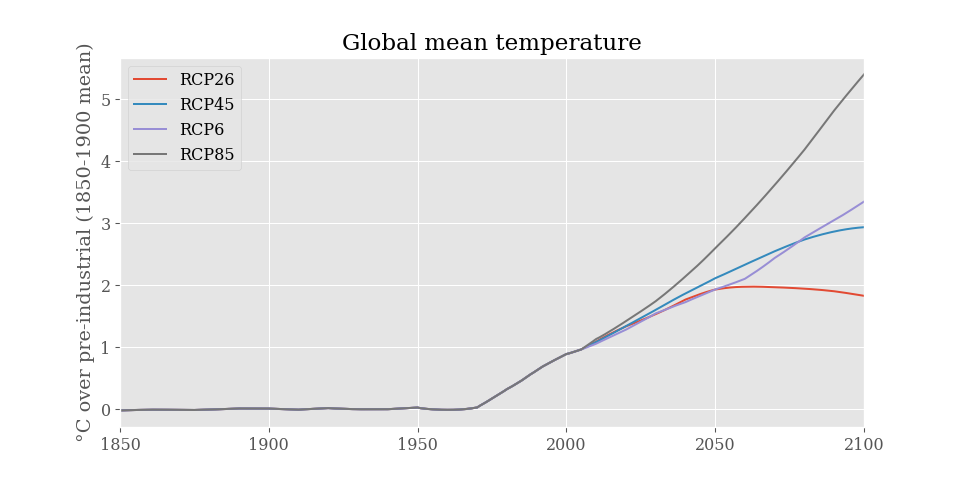 Global mean temperature
°C over pre-industrial (1850-1900 mean)
RCP26
RCP45
RCP6
RCP85
5
4
3
2
1
0
1850
1900
1950
2000
2050
2100